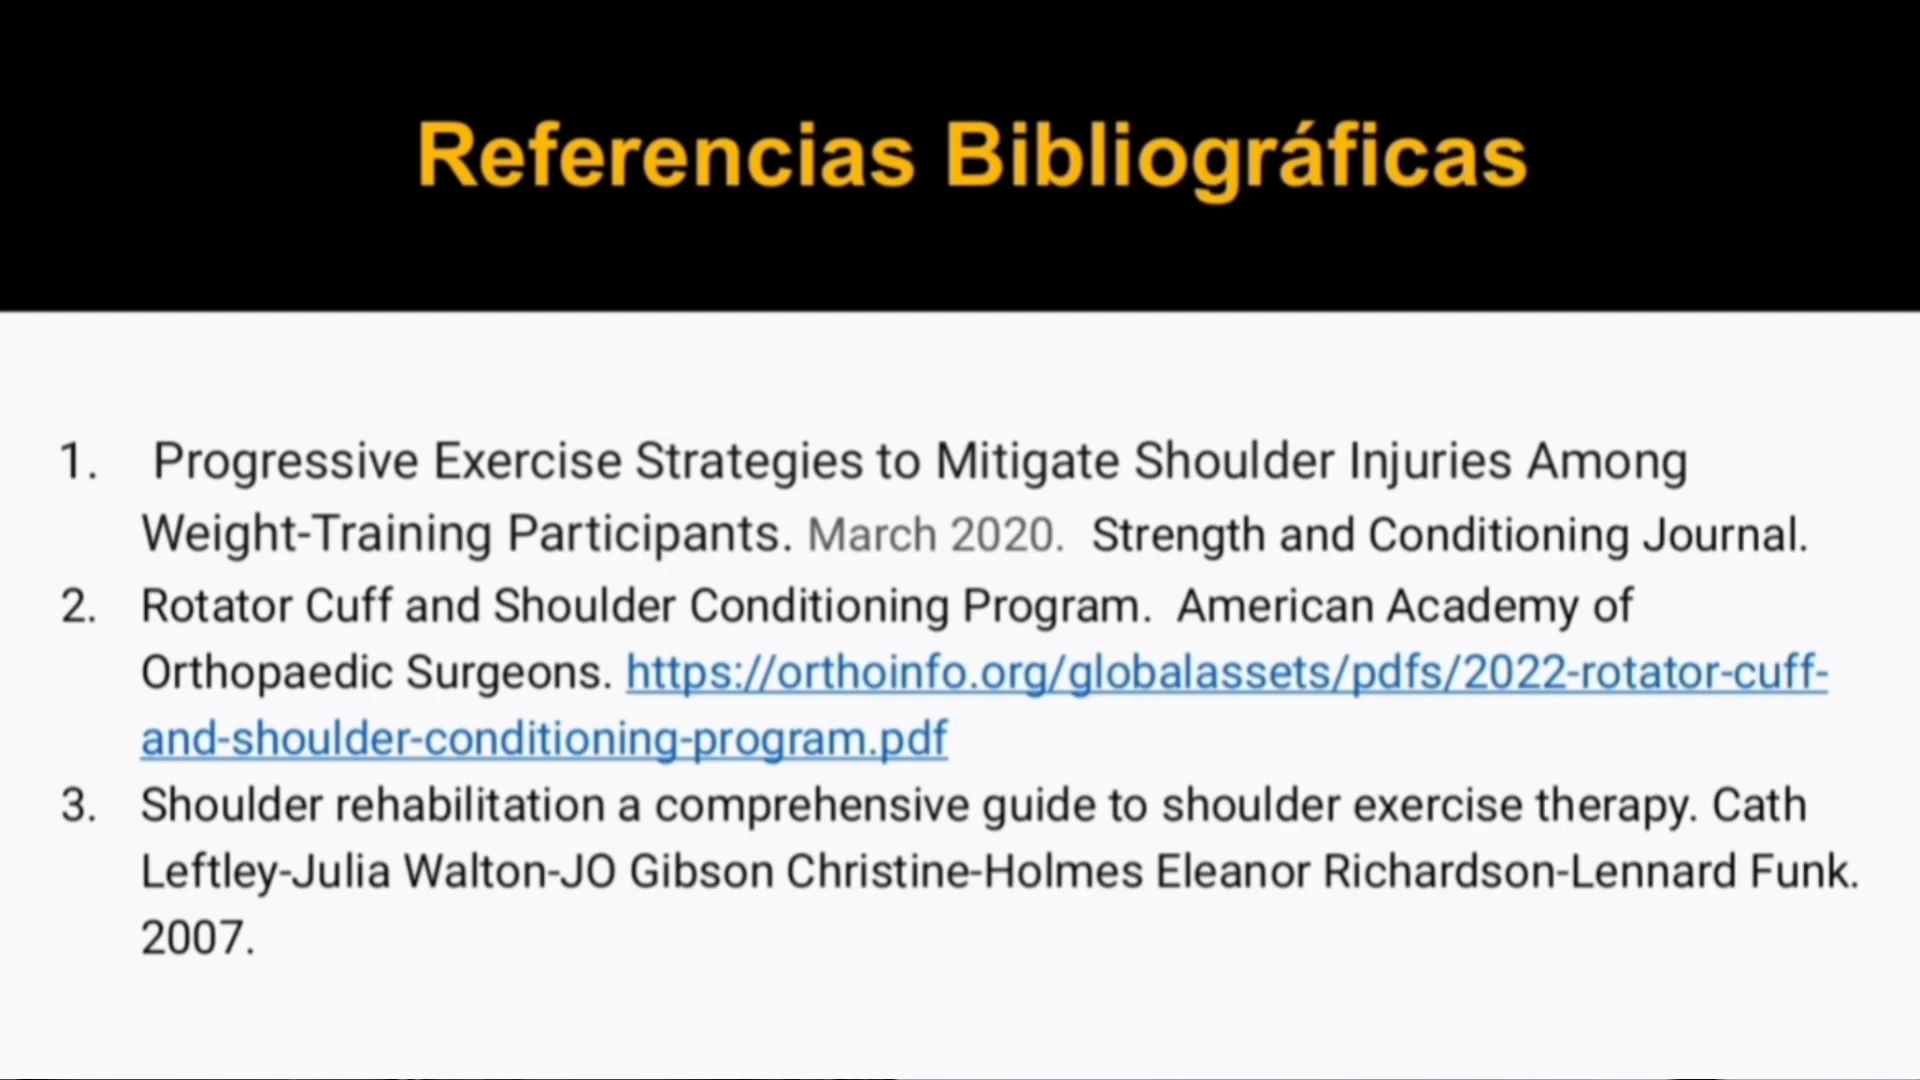 Referencias Bibliográficas
1. Progressive Exercise Strategies to Mitigate Shoulder Injuries Among
Weight-Training Participants. March 2020. Strength and Conditioning Journal.
2. Rotator Cuff and Shoulder Conditioning Program. American Academy of
Orthopaedic Surgeons. https://orthoinfo.org/globalassets/pdfs/2022-rotator-cuff-
and-shoulder-conditioning-program.pdf
3. Shoulder rehabilitation a comprehensive guide to shoulder exercise therapy. Cath
Leftley-Julia Walton-JO Gibson Christine-Holmes Eleanor Richardson-Lennard Funk.
2007.